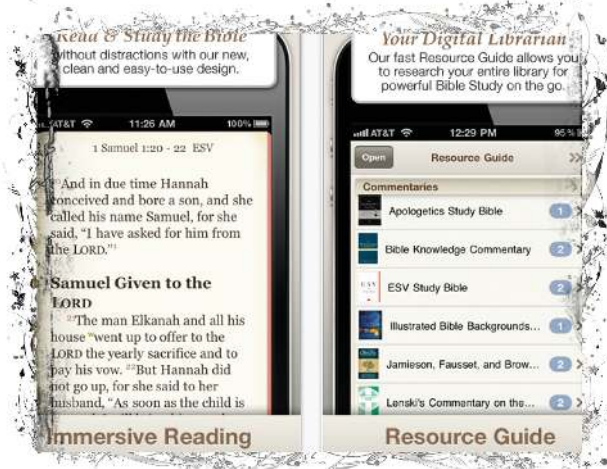 Read & Study the Bible
without distractions with our new,
clean and easy-to-use design.
AT&T 11:26 AM 100%
1 Samuel 1:20 - 22 ESV
And in due time Hannah
conceived and bore a son, and she
called his name Samuel, for she
said, “I have asked for him from
the LORD.”
Samuel Given to the
LORD
21The man Elkanah and all his
house went up to offer to the
LORD the yearly sacrifice and to
pay his vow. 22But Hannah did
not go up, for she said to her
husband, “As soon as the child is
Immersive Reading
Your Digital Librarian
Our fast Resource Guide allows you
to research your entire library for
powerful Bible Study on the go.
AT&T 12:29 PM 95%
Open Resource Guide
Commentaries
Apologetics Study Bible 1
Bible Knowledge Commentary 2
ESV
ESV Study Bible 2
Illustrated Bible Backgrounds... 1
Jamieson, Fausset, and Brow... 2
Lenski's Commentary on the... 2
Resource Guide